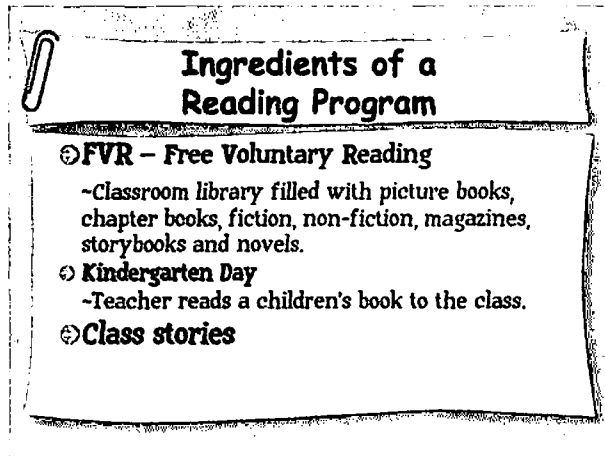 Ingredients of a
Reading Program
FVR – Free Voluntary Reading
~Classroom library filled with picture books,
chapter books, fiction, non-fiction, magazines,
storybooks and novels.
Kindergarten Day
~Teacher reads a children's book to the class.
Class stories